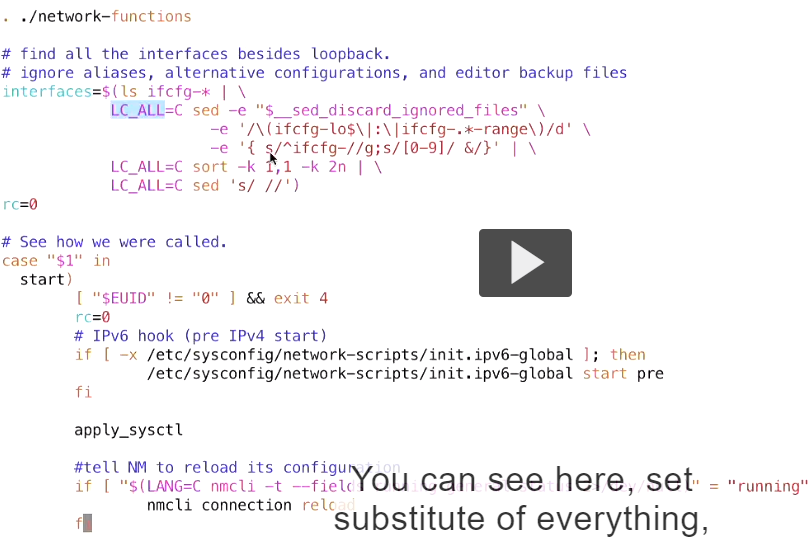 . ./network-functions
# find all the interfaces besides loopback.
# ignore aliases, alternative configurations, and editor backup files
interfaces=$(ls ifcfg-* | \
LC_ALL=C sed -e "$__sed_discard_ignored_files" \
-e '/\(ifcfg-lo$\|:\|ifcfg-.*-range\)/d' \
-e '{ s/^ifcfg-//g;s/[0-9]/ &/}' | \
LC_ALL=C sort -k 1,1 -k 2n | \
LC_ALL=C sed 's/ //')
rc=0
# See how we were called.
case "$1" in
start)
[ "$EUID" != "0" ] && exit 4
rc=0
# IPv6 hook (pre IPv4 start)
if [ -x /etc/sysconfig/network-scripts/init.ipv6-global ]; then
/etc/sysconfig/network-scripts/init.ipv6-global start pre
fi
apply_sysctl
#tell NM to reload its configuration
if [ "$(LANG=C nmcli -t --fields running general status " = "running"
nmcli connection reload
f
You can see here, set
substitute of everything,